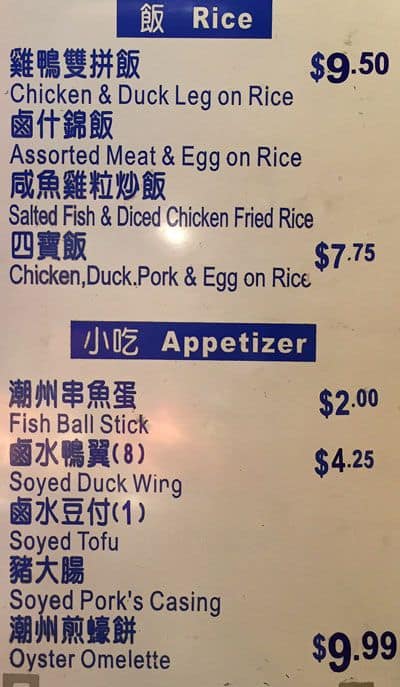 飯 Rice
雞鴨雙拼飯 $9.50
Chicken & Duck Leg on Rice
鹵什錦飯
Assorted Meat & Egg on Rice
咸魚雞粒炒飯
Salted Fish & Diced Chicken Fried Rice
四寶飯 $7.75
Chicken,Duck.Pork & Egg on Rice
小吃 Appetizer
潮州串魚蛋 $2.00
Fish Ball Stick
鹵水鴨翼(8) $4.25
Soyed Duck Wing
鹵水豆付(1)
Soyed Tofu
豬大腸
Soyed Pork's Casing
潮州煎蠔餅 $9.99
Oyster Omelette